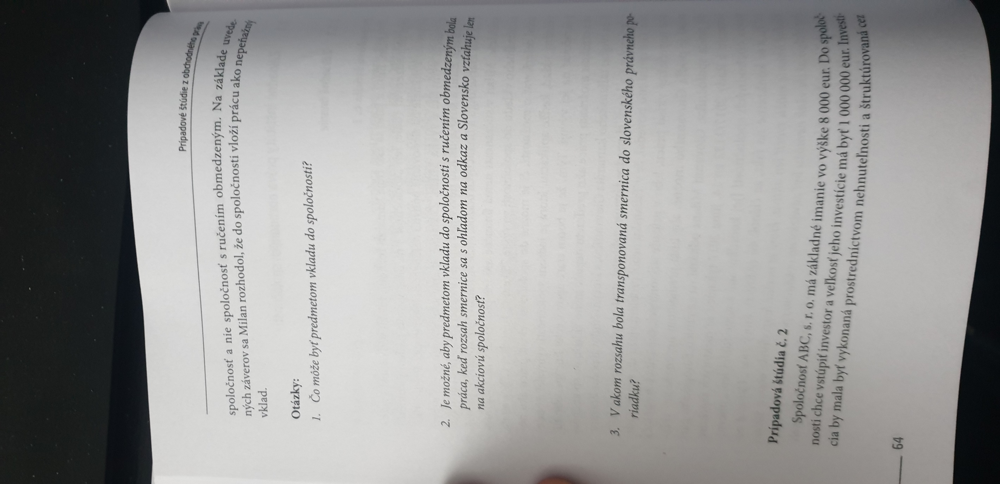 Prípadové štúdie z obchodného práva
spoločnosť a nie spoločnosť s ručením obmedzeným. Na základe uvede-
ných záverov sa Milan rozhodol, že do spoločnosti vloží prácu ako nepeňažný
vklad.
Otázky:
1. Čo môže byť predmetom vkladu do spoločnosti?
2. Je možné, aby predmetom vkladu do spoločnosti s ručením obmedzeným bola
práca, keď rozsah smernice sa s ohľadom na odkaz a Slovensko vzťahuje len
na akciovú spoločnosť?
3. V akom rozsahu bola transponovaná smernica do slovenského právneho po-
riadku?
Prípadová štúdia č. 2
Spoločnosť ABC, s. r. o. má základné imanie vo výške 8 000 eur. Do spoloč-
nosti chce vstúpiť investor a veľkosť jeho investície má byť 1 000 000 eur. Investí-
cia by mala byť vykonaná prostredníctvom nehnuteľnosti a štruktúrovaná cez
64